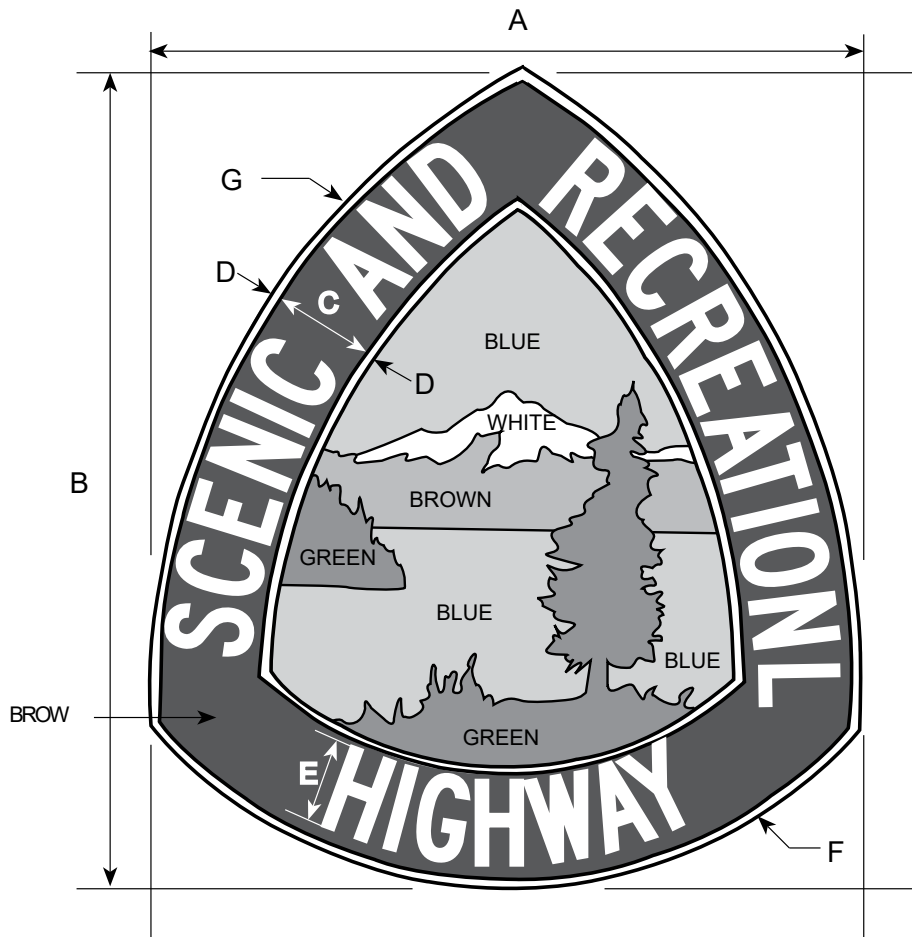 A
G
D
C
SCENIC AND
RECREATIONL
BLUE
D
WHITE
B
BROWN
GREEN
BLUE
BLUE
BROW
GREEN
E
HIGHWAY
F